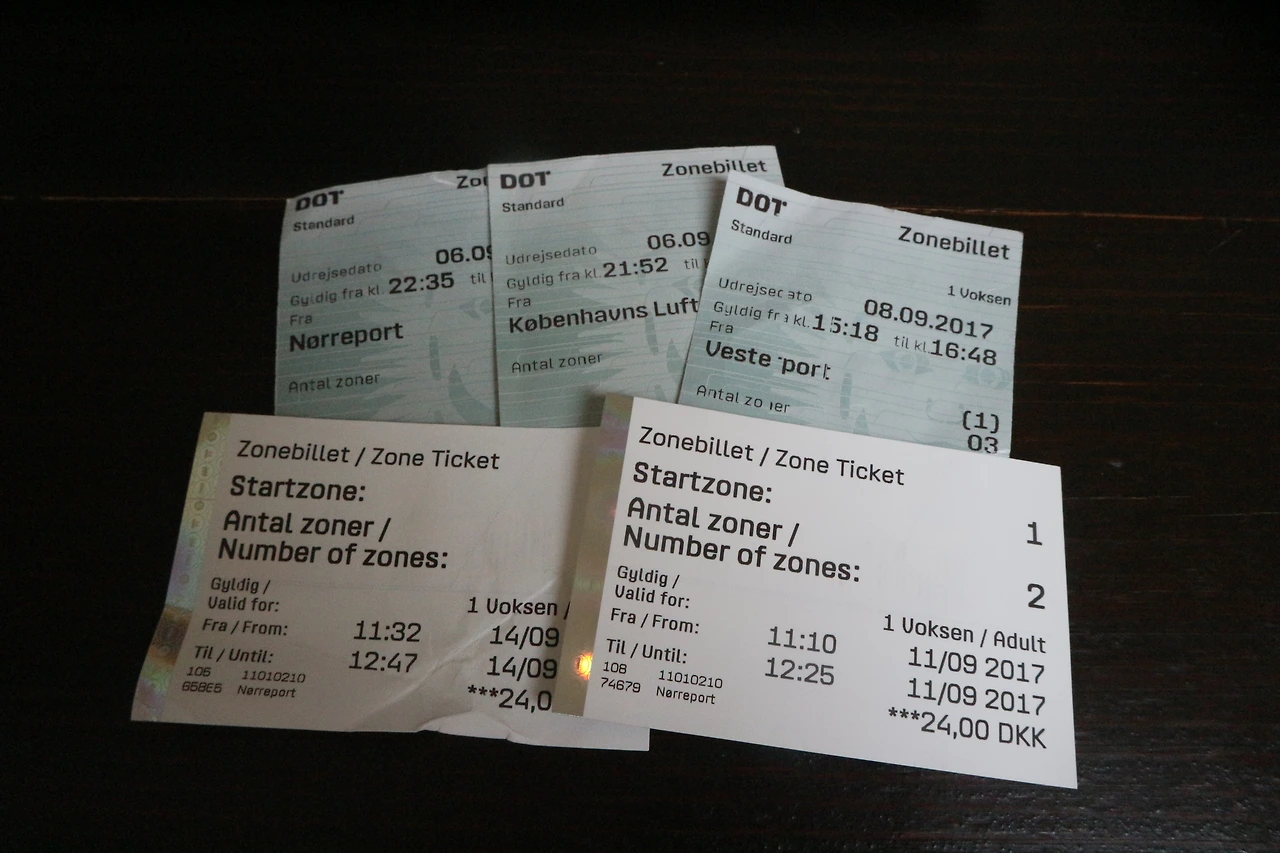 DOT Zo
Standard
Udrejsedato 06.09
Gyldig fra kl. 22:35 til
Fra
Nørreport
Antal zoner
DOT Zonebillet
Standard
Udrejsedato 06.09
Gyldig fra kl. 21:52 til
Fra
Københavns Luft
Antal zoner
DOT Zonebillet
Standard
1 Voksen
Udrejsedato 08.09.2017
Gyldig fra kl. 15:18 til kl. 16:48
Fra
Vesterport
(1)
Antal zoner 03
Zonebillet / Zone Ticket
Startzone:
Antal zoner /
Number of zones:
Gyldig /
Valid for: 1 Voksen /
Fra / From: 11:32 14/09
Til / Until: 12:47 14/09
105 11010210 ***24,0
658E5 Nørreport
Zonebillet / Zone Ticket
Startzone: 1
Antal zoner /
Number of zones: 2
Gyldig /
Valid for: 1 Voksen / Adult
Fra / From: 11:10 11/09 2017
Til / Until: 12:25 11/09 2017
108 11010210 ***24,00 DKK
74679 Nørreport